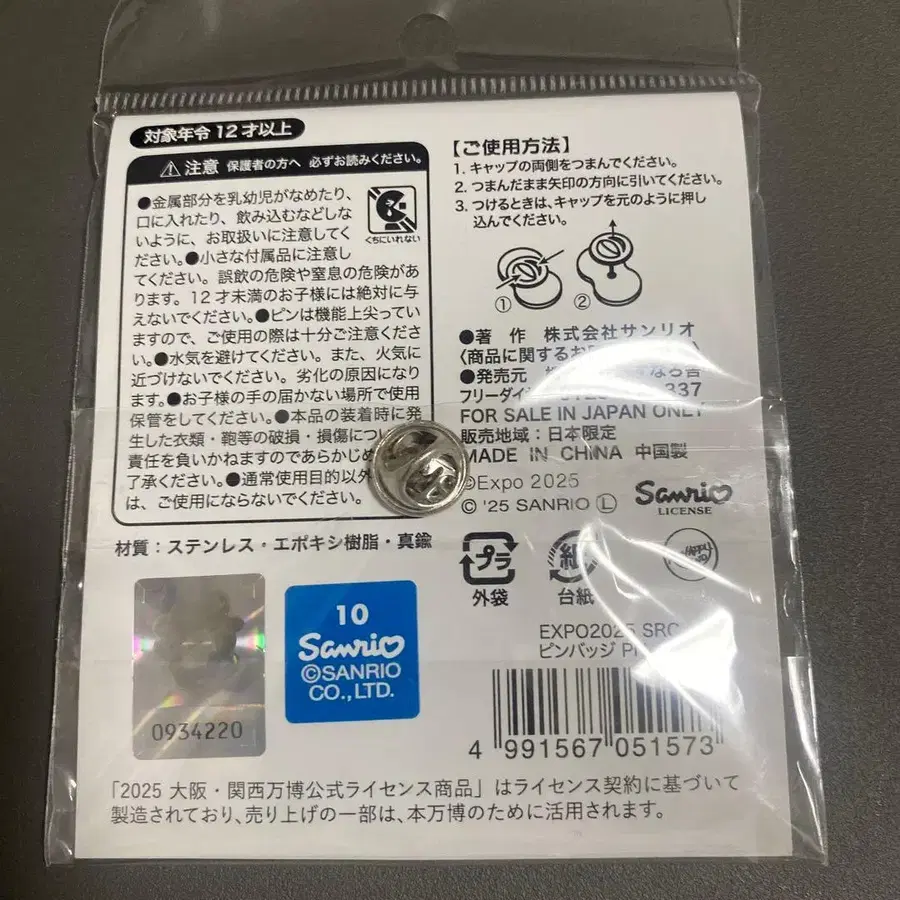 対象年令12才以上
⚠注意 保護者の方へ 必ずお読みください。
●金属部分を乳幼児がなめたり、
口に入れたり、飲み込むなどしな
いように、お取扱いに注意してく
ださい。●小さな付属品に注意し
てください。誤飲の危険や窒息の危険があ
ります。12才未満のお子様には絶対に与
えないでください。●ピンは機能上尖ってい
ますので、ご使用の際は十分ご注意くださ
い。●水気を避けてください。また、火気に
近づけないでください。劣化の原因になりま
す。●お子様の手の届かない場所で使用
保管をしてください。●本品の装着時に発
生した衣類・鞄等の破損・損傷につい
責任を負いかねますのであらかじめ
了承ください。●通常使用目的以外
は、ご使用にならないでください。
くちにいれない
材質：ステンレス・エポキシ樹脂・真鍮
【ご使用方法】
1. キャップの両側をつまんでください。
2. つまんだまま矢印の方向に引いてください。
3. つけるときは、キャップを元のように押し
込んでください。
① ②
●著 作 株式会社サンリオ
〈商品に関するお
●発売元
フリーダイ 337
FOR SALE IN JAPAN ONLY
販売地域：日本限定
MADE IN CHINA 中国製
©Expo 2025
© '25 SANRIO Ⓛ
Sanrio
LICENSE
プラ
外袋
紙
台紙
EXPO2025 SRC
ピンバッジ
4 991567 051573
0934220
10
Sanrio
©SANRIO
CO.,LTD.
「2025 大阪・関西万博公式ライセンス商品」はライセンス契約に基づいて
製造されており、売り上げの一部は、本万博のために活用されます。